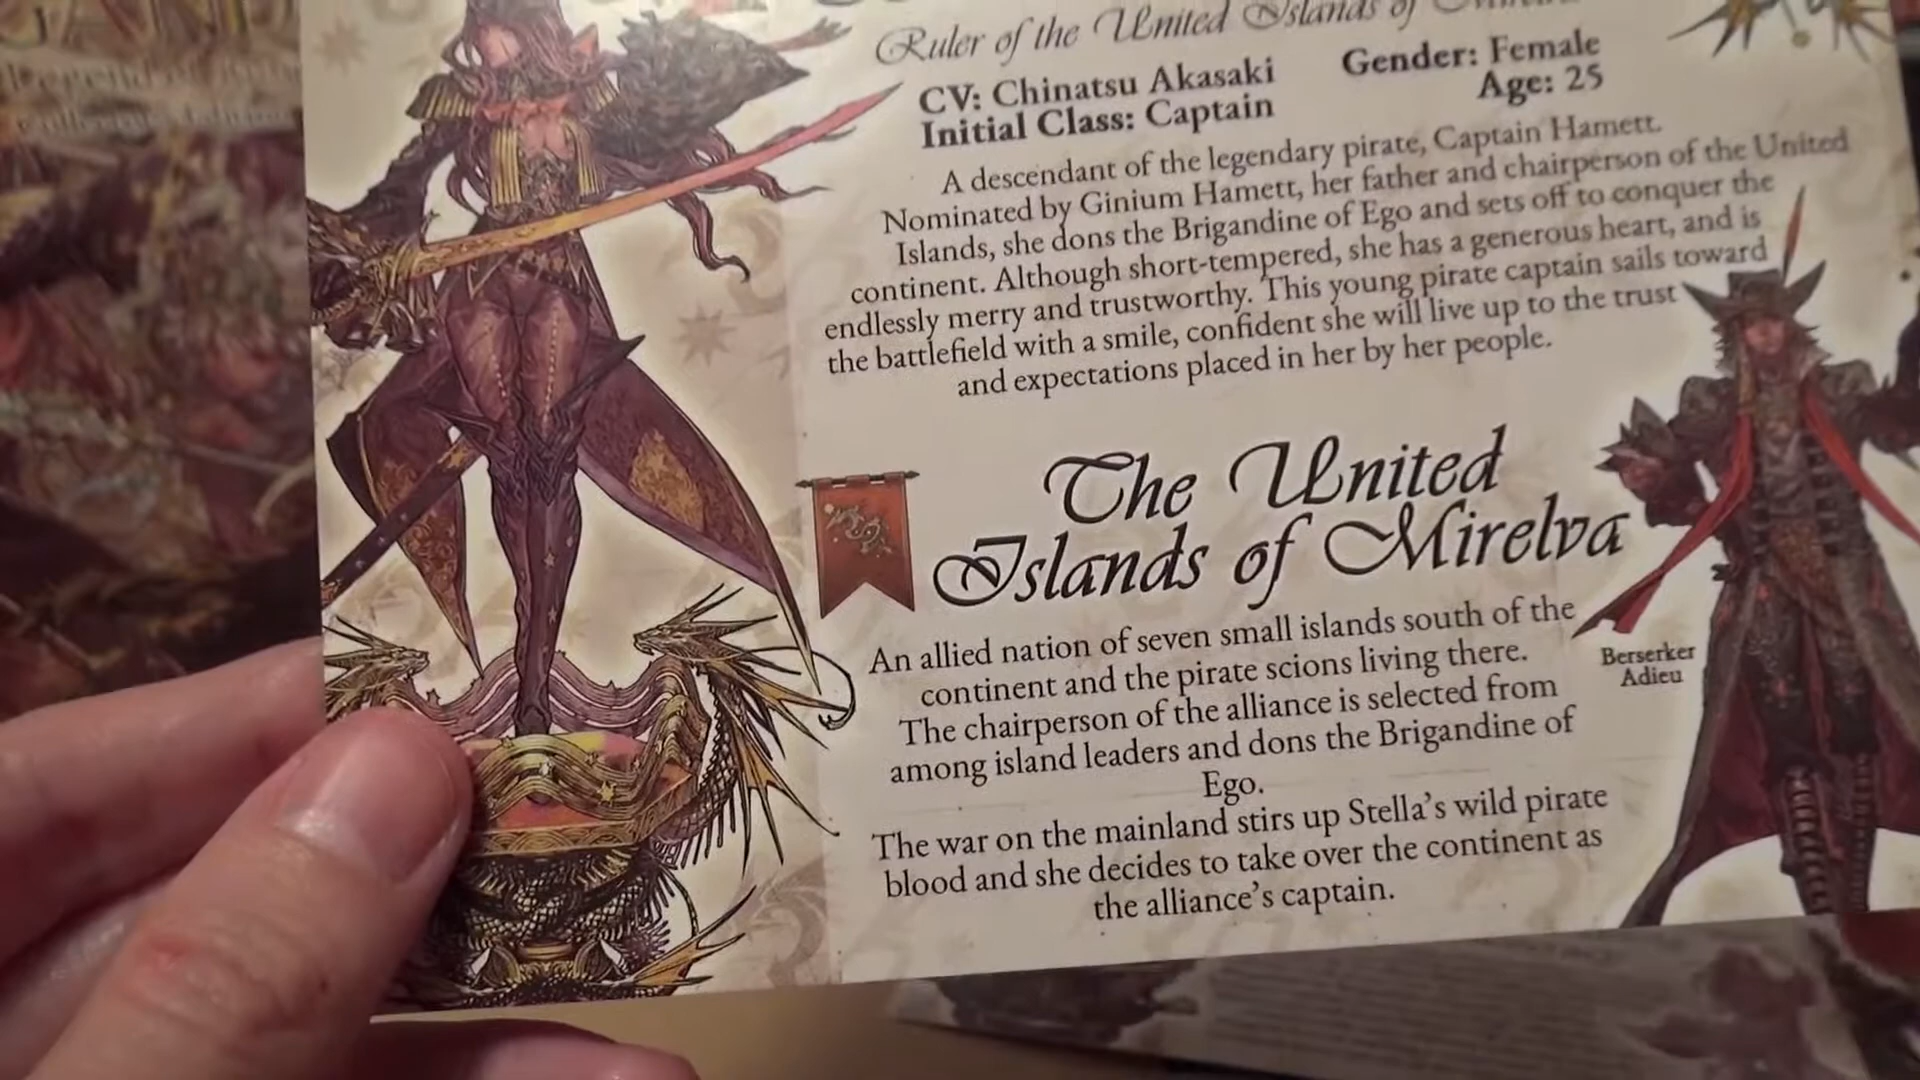 Ruler of the United Islands of
CV: Chinatsu Akasaki
Gender: Female
Initial Class: Captain
Age: 25
A descendant of the legendary pirate, Captain Hamett.
Nominated by Ginium Hamett, her father and chairperson of the United
Islands, she dons the Brigandine of Ego and sets off to conquer the
continent. Although short-tempered, she has a generous heart, and is
endlessly merry and trustworthy. This young pirate captain sails toward
the battlefield with a smile, confident she will live up to the trust
and expectations placed in her by her people.
The United
Islands of Mirelva
An allied nation of seven small islands south of the
continent and the pirate scions living there.
The chairperson of the alliance is selected from
among island leaders and dons the Brigandine of
Ego.
The war on the mainland stirs up Stella's wild pirate
blood and she decides to take over the continent as
the alliance's captain.
Berserker
Adieu